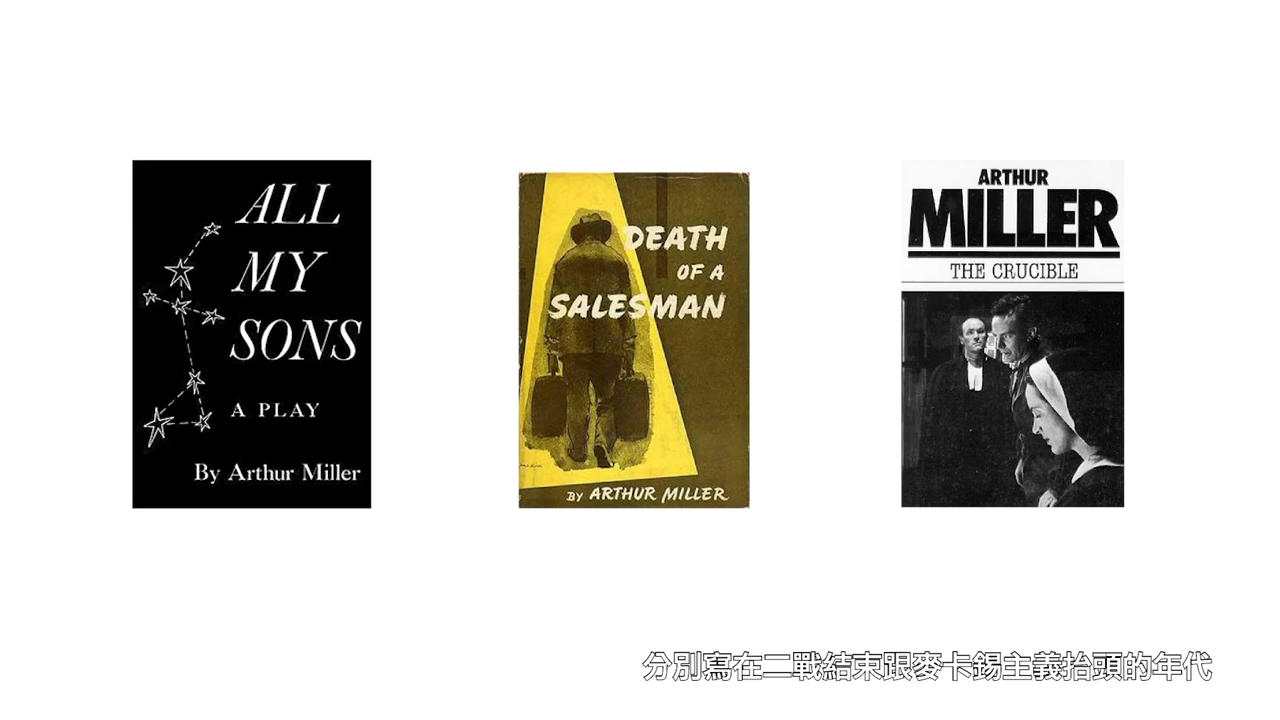 ALL
MY
SONS
A PLAY
By Arthur Miller
DEATH
OF A
SALESMAN
BY ARTHUR MILLER
ARTHUR
MILLER
THE CRUCIBLE
分別寫在二戰結束跟麥卡錫主義抬頭的年代